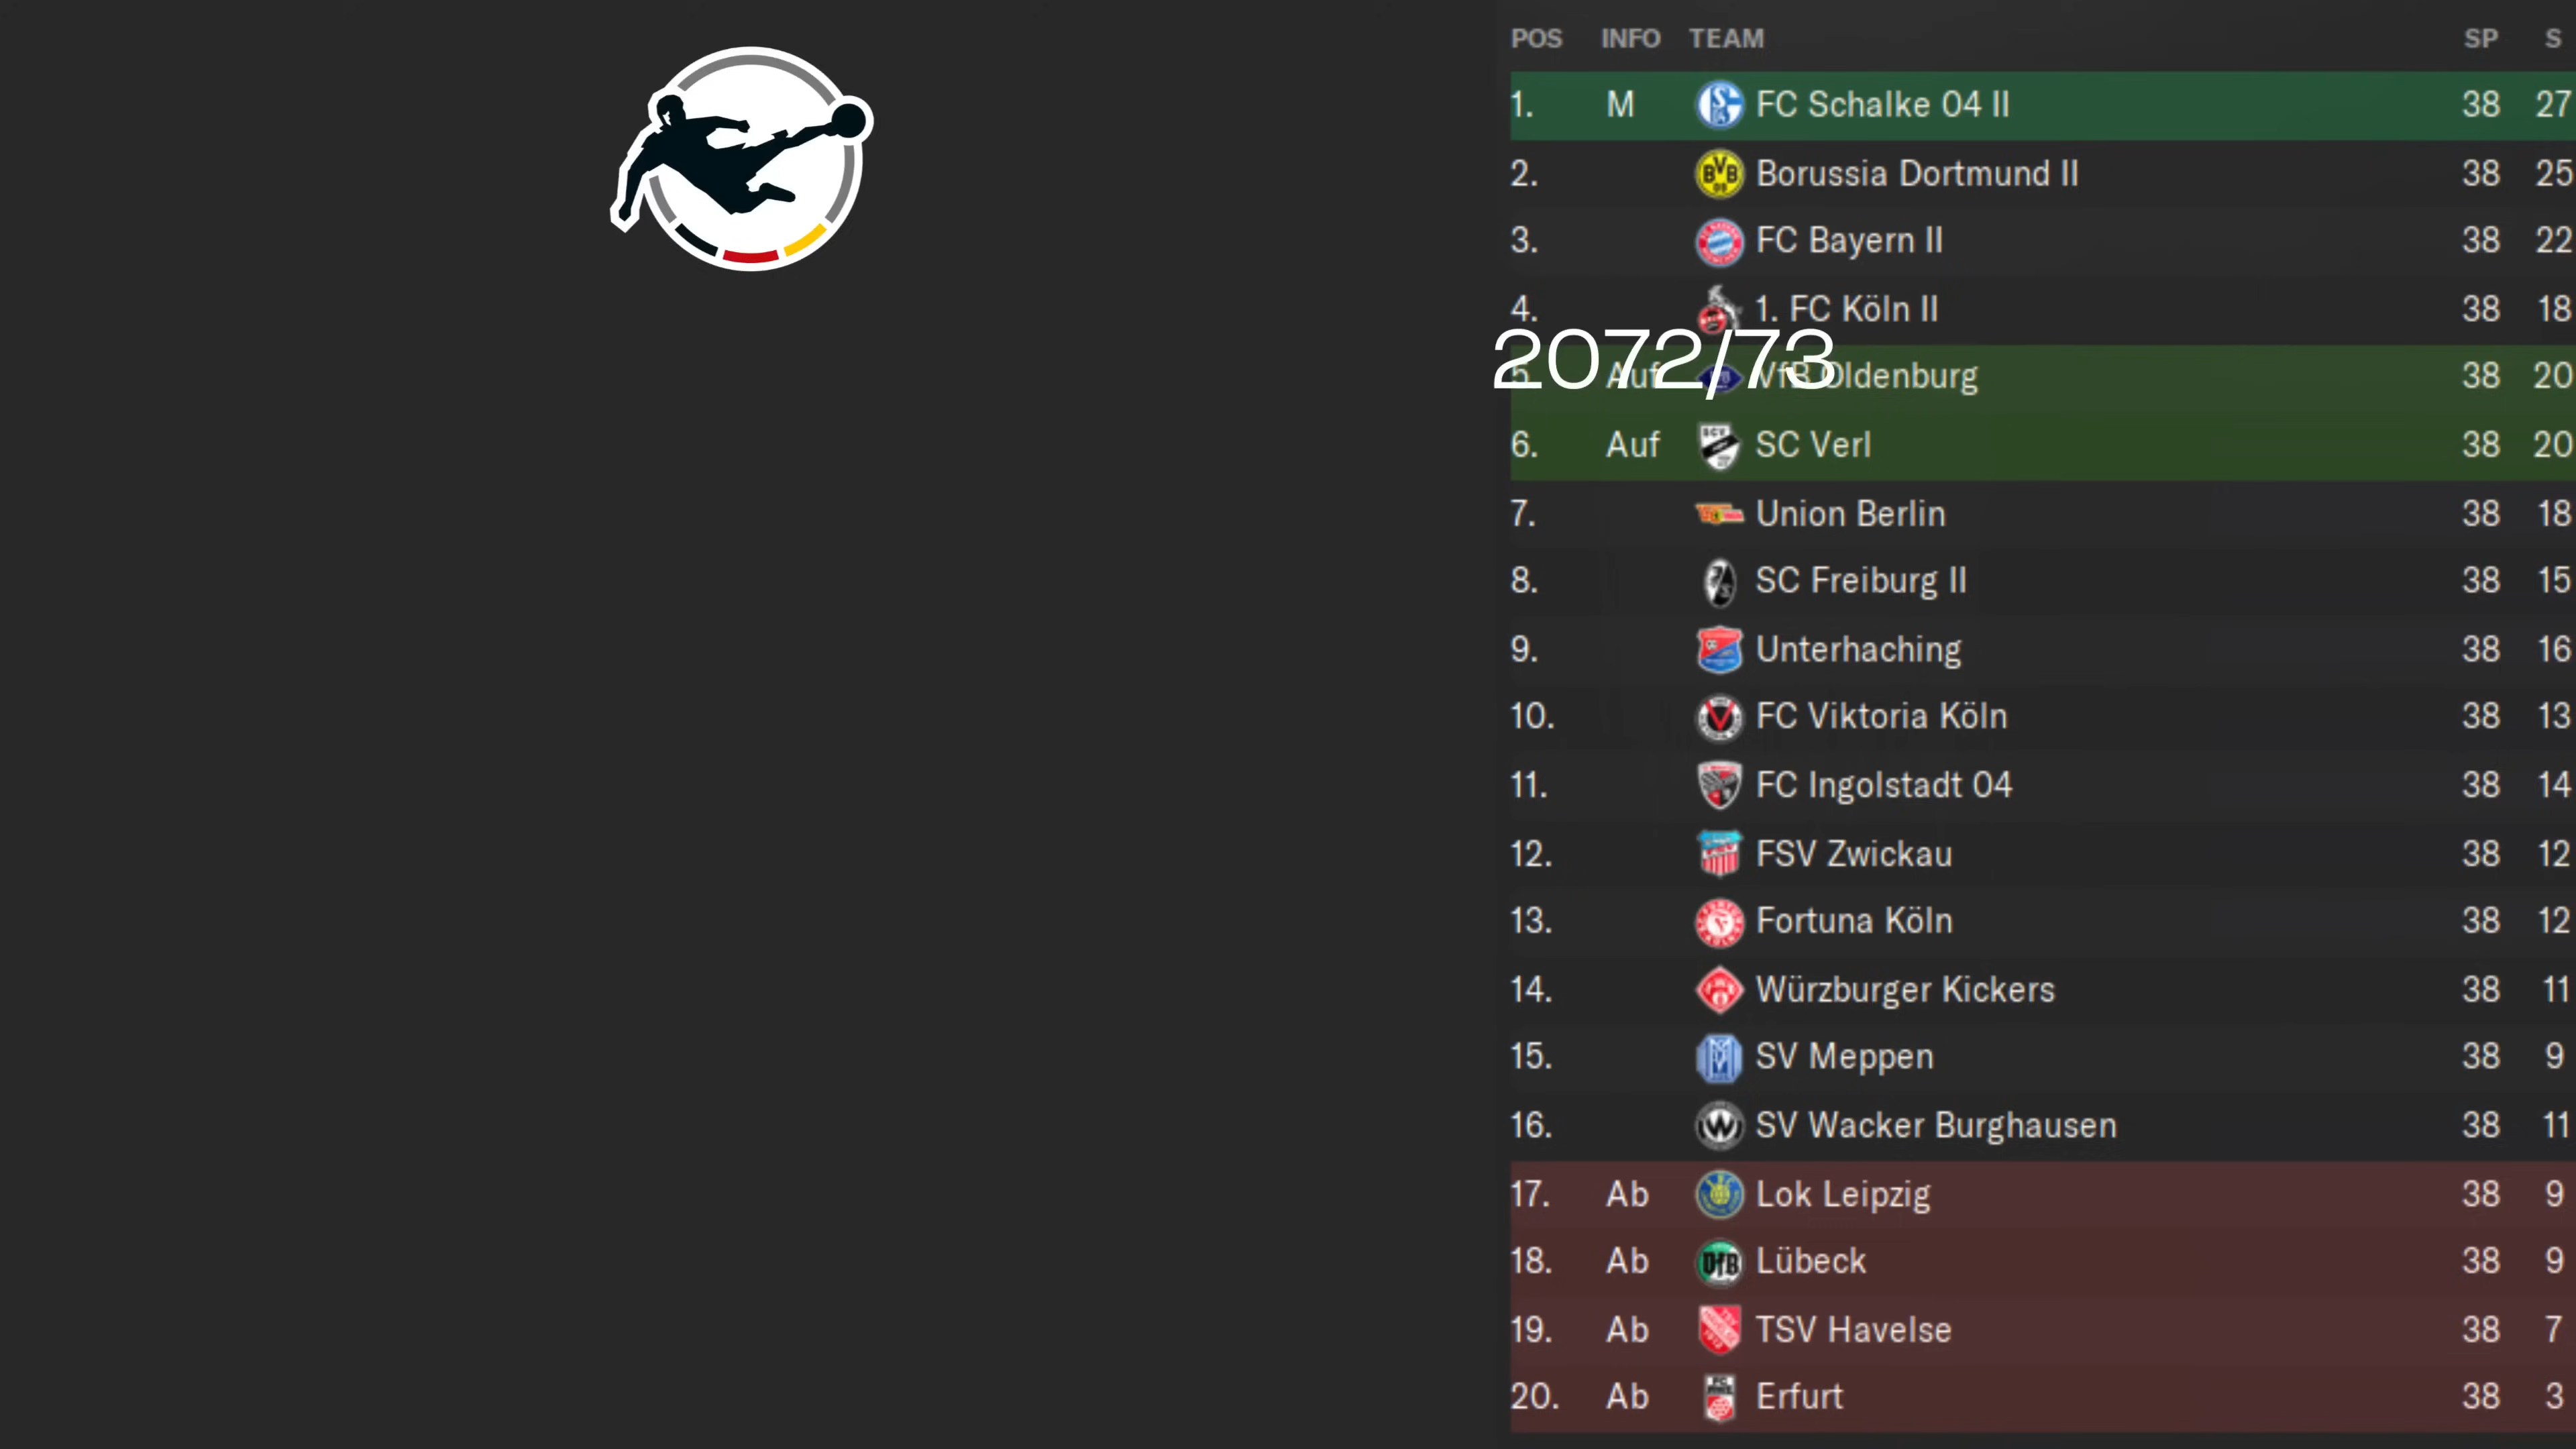 POS INFO TEAM SP S
1. M FC Schalke 04 II 38 27
2. Borussia Dortmund II 38 25
3. FC Bayern II 38 22
4. 1. FC Köln II 38 18
2072/73
5. Auf VfB Oldenburg 38 20
6. Auf SC Verl 38 20
7. Union Berlin 38 18
8. SC Freiburg II 38 15
9. Unterhaching 38 16
10. FC Viktoria Köln 38 13
11. FC Ingolstadt 04 38 14
12. FSV Zwickau 38 12
13. Fortuna Köln 38 12
14. Würzburger Kickers 38 11
15. SV Meppen 38 9
16. SV Wacker Burghausen 38 11
17. Ab Lok Leipzig 38 9
18. Ab Lübeck 38 9
19. Ab TSV Havelse 38 7
20. Ab Erfurt 38 3